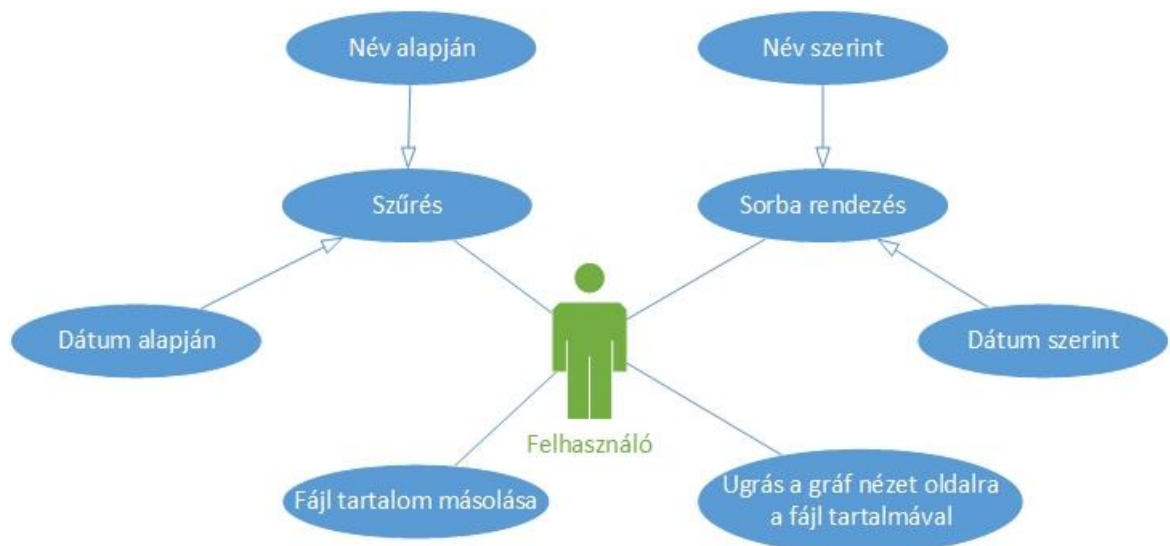 Név alapján
Név szerint
Szűrés
Sorba rendezés
Dátum alapján
Dátum szerint
Felhasználó
Fájl tartalom másolása
Ugrás a gráf nézet oldalra
a fájl tartalmával